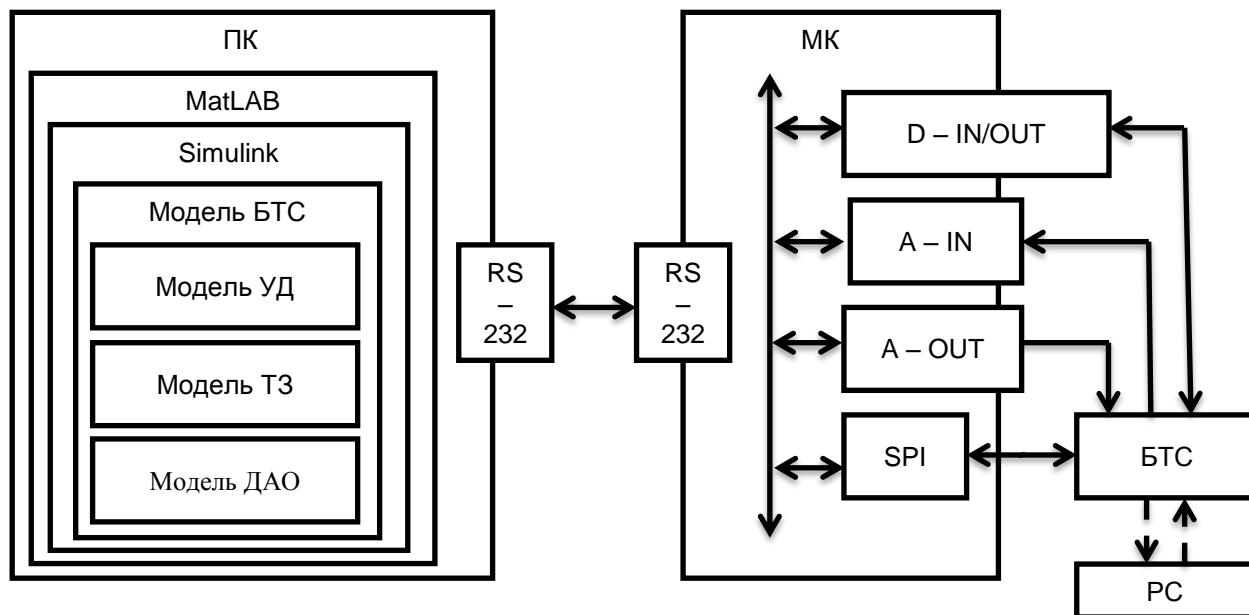 ПК
MatLAB
Simulink
Модель БТС
Модель УД
Модель ТЗ
Модель ДАО
RS
–
232
RS
–
232
МК
D – IN/OUT
A – IN
A – OUT
SPI
БТС
РС